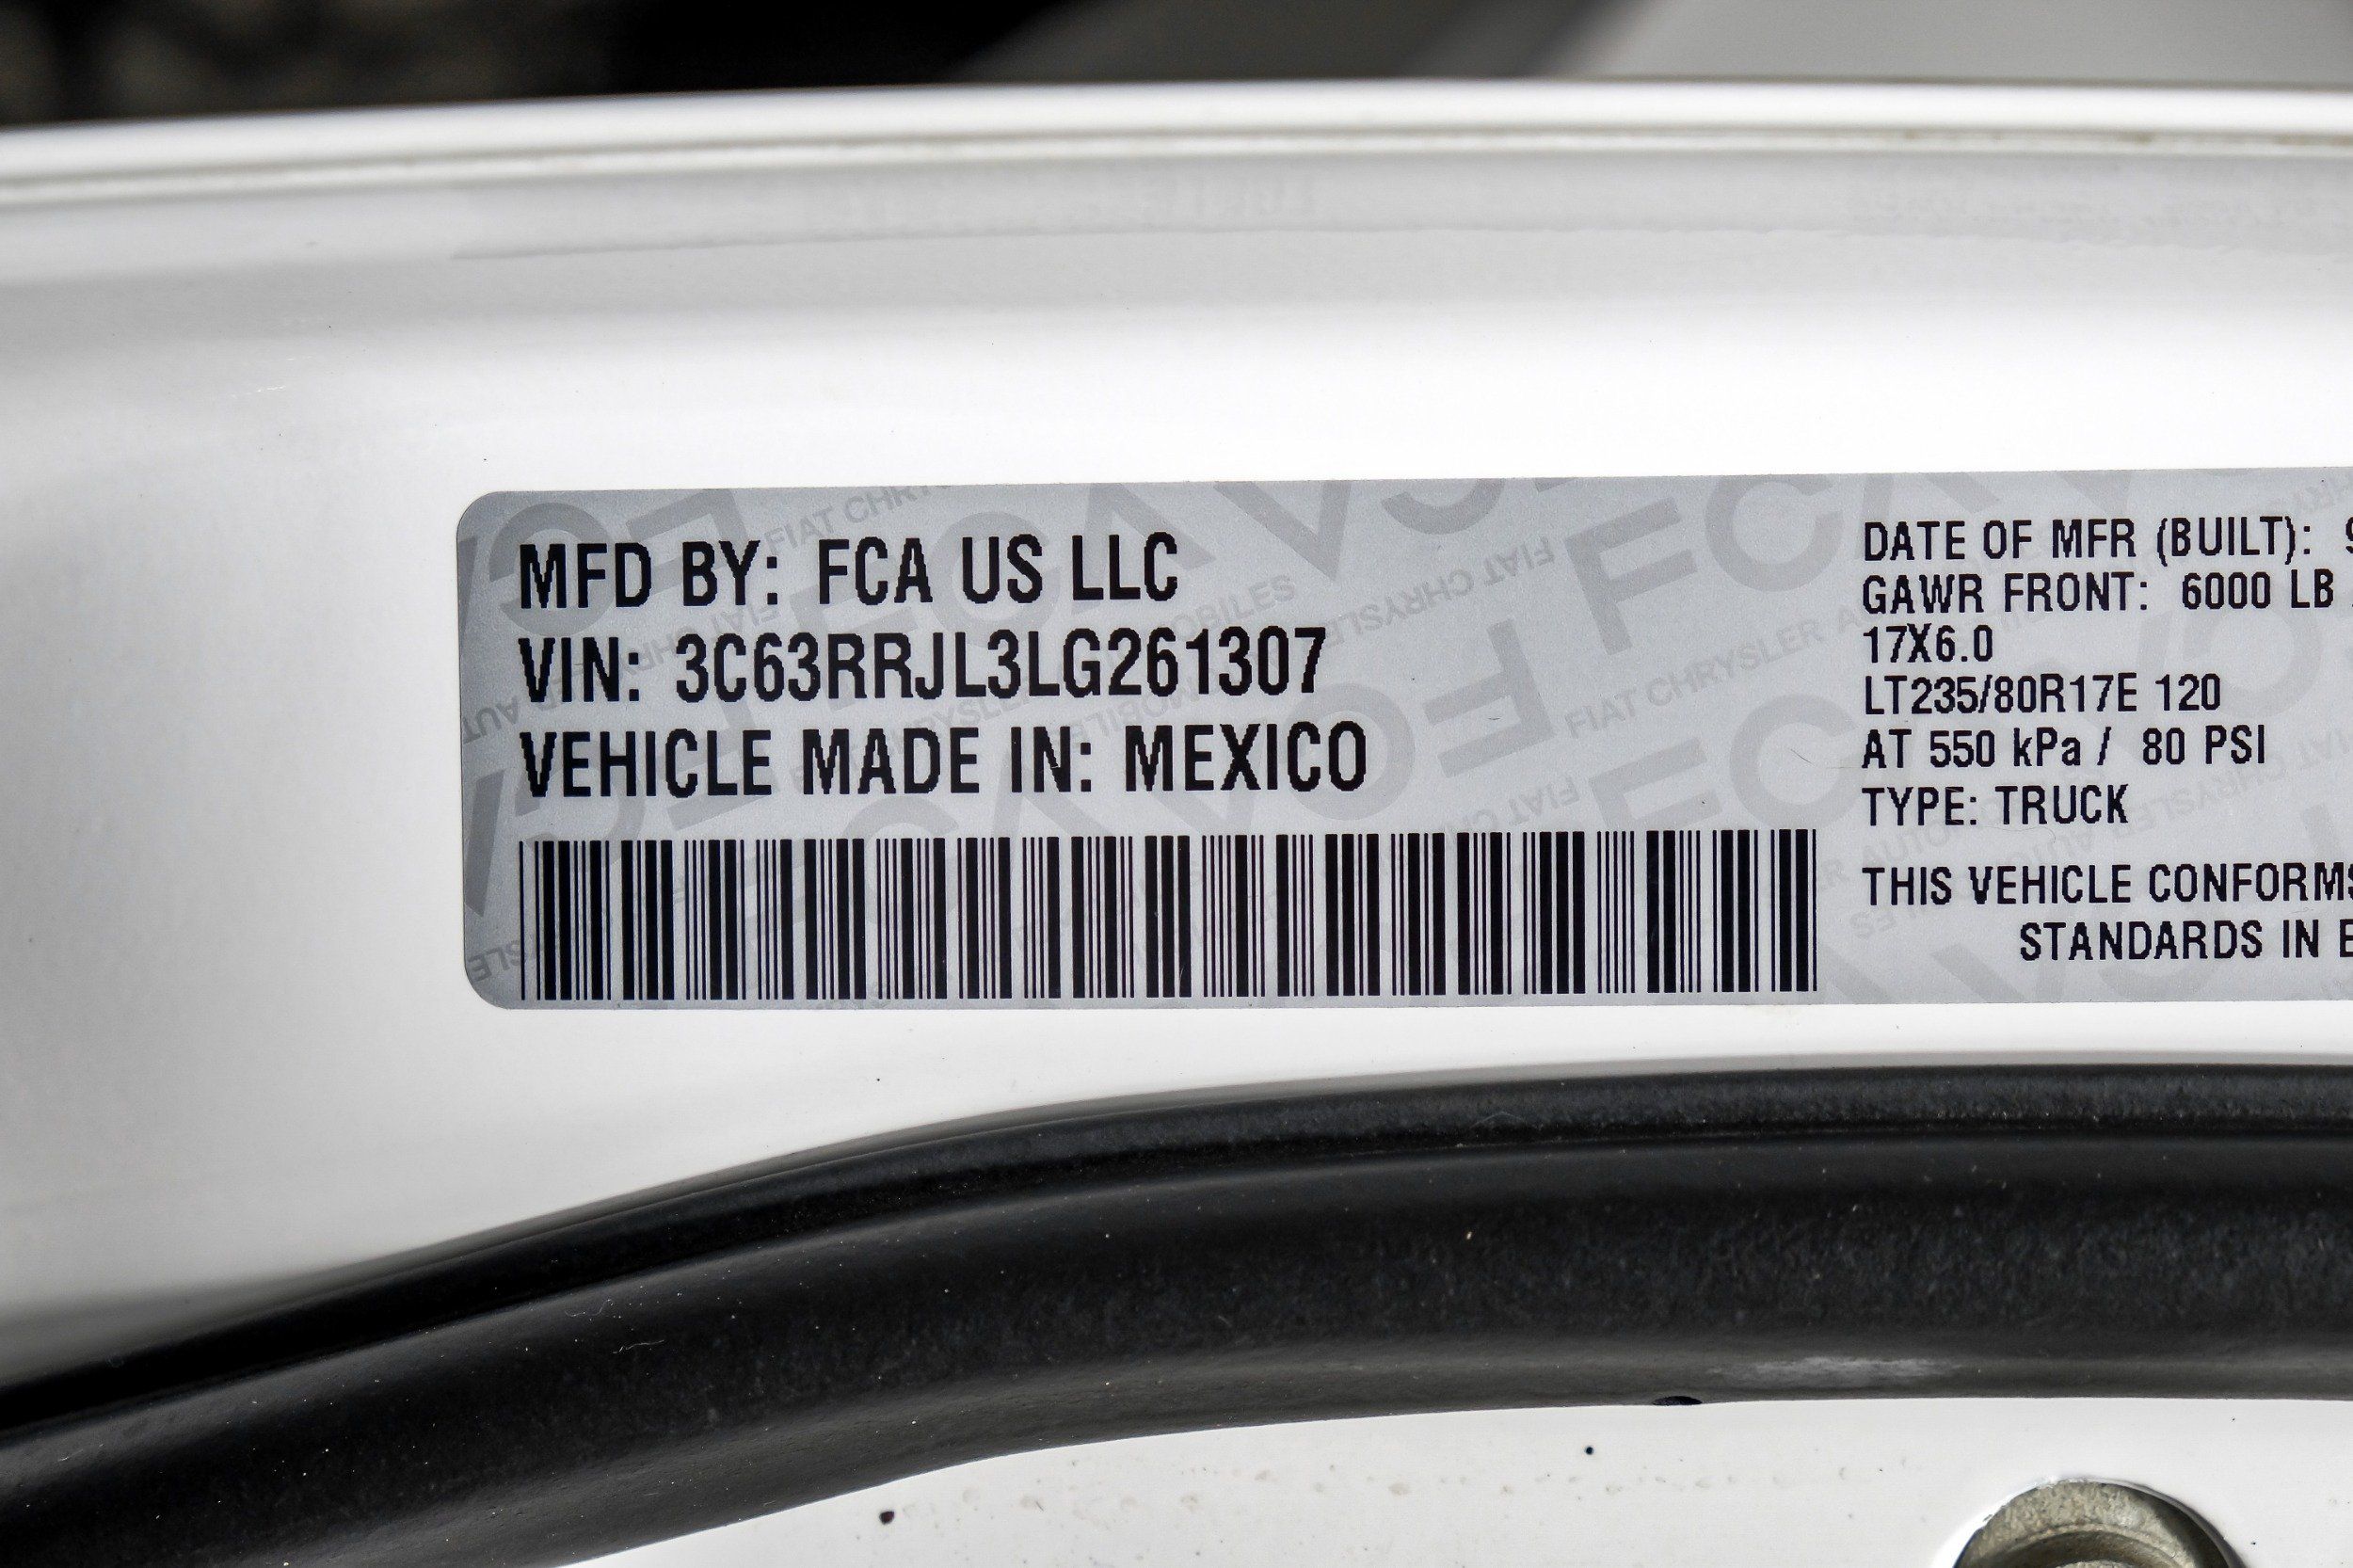 MFD BY: FCA US LLC
VIN: 3C63RRJL3LG261307
VEHICLE MADE IN: MEXICO
DATE OF MFR (BUILT): 9
GAWR FRONT: 6000 LB
17X6.0
LT235/80R17E 120
AT 550 kPa / 80 PSI
TYPE: TRUCK
THIS VEHICLE CONFORMS
STANDARDS IN E